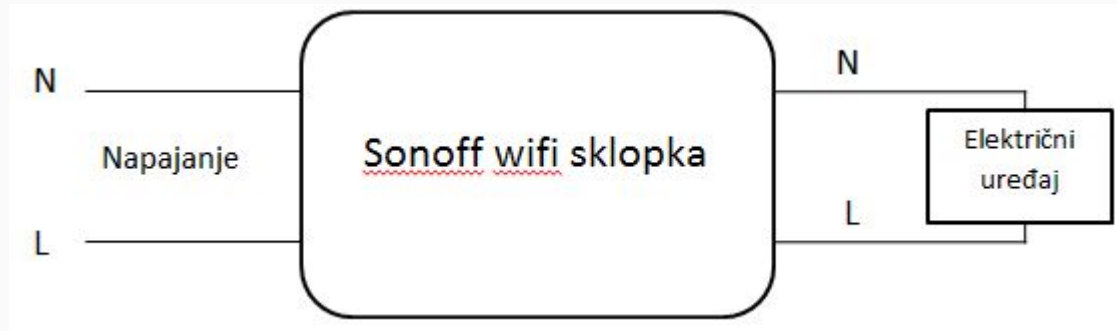 N
N
Napajanje
Sonoff wifi sklopka
Električni
uređaj
L
L